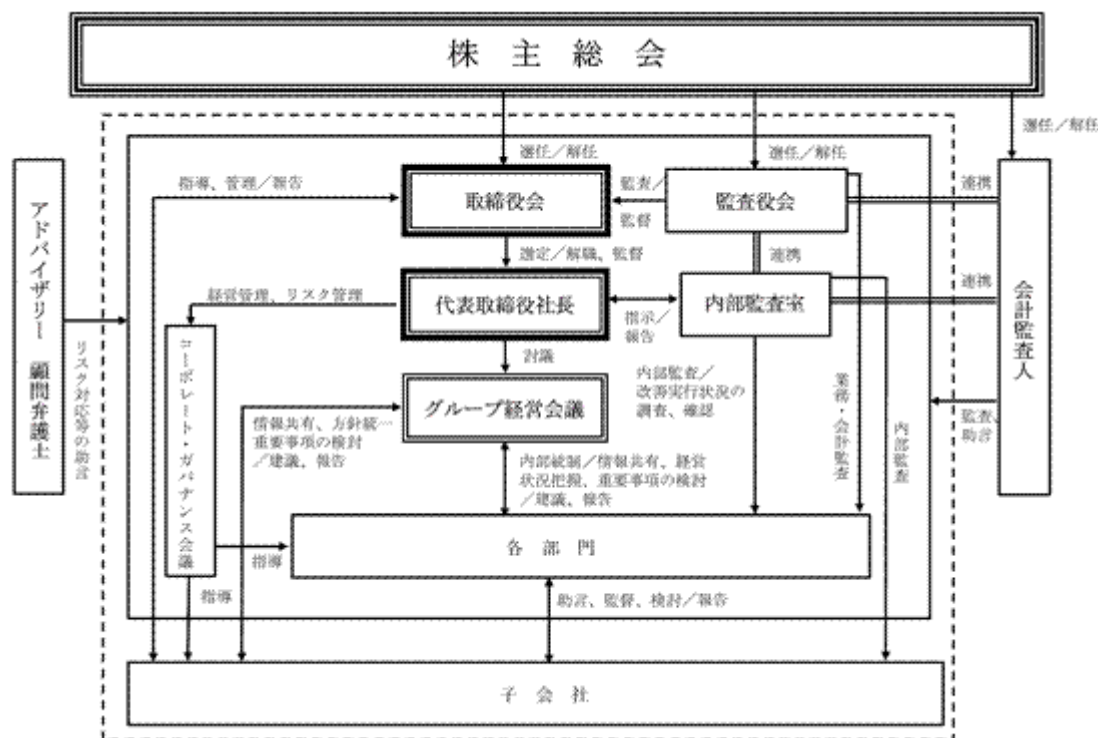 株主総会
選任／解任
選任／解任
選任／解任
アドバイザリー 顧問弁護士
リスク対応等の助言
指導、管理／報告
取締役会
監査／
監督
監査役会
連携
選定／解職、監督
連携
経営管理、リスク管理
代表取締役社長
指示／
報告
内部監査室
連携
会計監査人
討議
コーポレート・ガバナンス会議
グループ経営会議
内部監査／
改善実行状況の
調査、確認
業務・会計監査
内部監査
監査、
助言
情報共有、方針統一
重要事項の検討
／建議、報告
内部統制／情報共有、経営
状況把握、重要事項の検討
／建議、報告
各部門
指導
指導
助言、監督、検討／報告
子会社